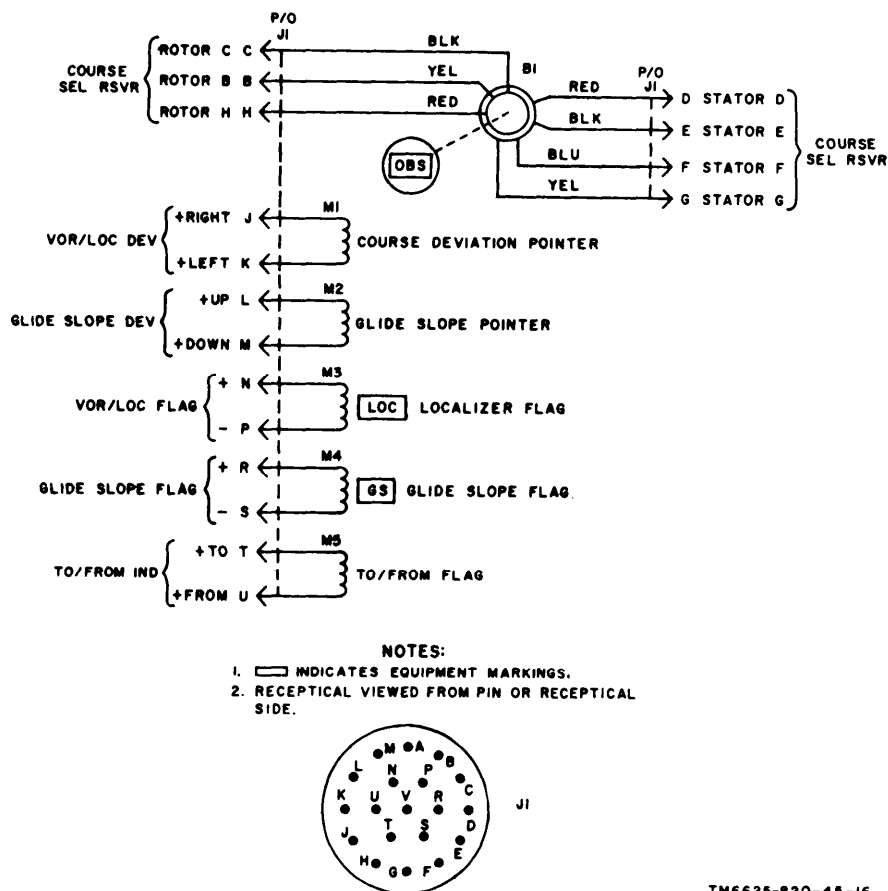 P/O
J1
COURSE
SEL RSVR
ROTOR C C
ROTOR B B
ROTOR H H
BLK
YEL
RED
B1
OBS
RED
BLK
BLU
YEL
P/O
J1
D STATOR D
E STATOR E
F STATOR F
G STATOR G
COURSE
SEL RSVR
VOR/LOC DEV
+RIGHT J
+LEFT K
M1
COURSE DEVIATION POINTER
GLIDE SLOPE DEV
+UP L
+DOWN M
M2
GLIDE SLOPE POINTER
VOR/LOC FLAG
+ N
- P
M3
LOC LOCALIZER FLAG
GLIDE SLOPE FLAG
+ R
- S
M4
GS GLIDE SLOPE FLAG.
TO/FROM IND
+TO T
+FROM U
M5
TO/FROM FLAG
NOTES:
1. INDICATES EQUIPMENT MARKINGS.
2. RECEPTICAL VIEWED FROM PIN OR RECEPTICAL
SIDE.
M A B
L N P C
K U V R D
J T S E
H G F
J1
TM6625-820-45-16